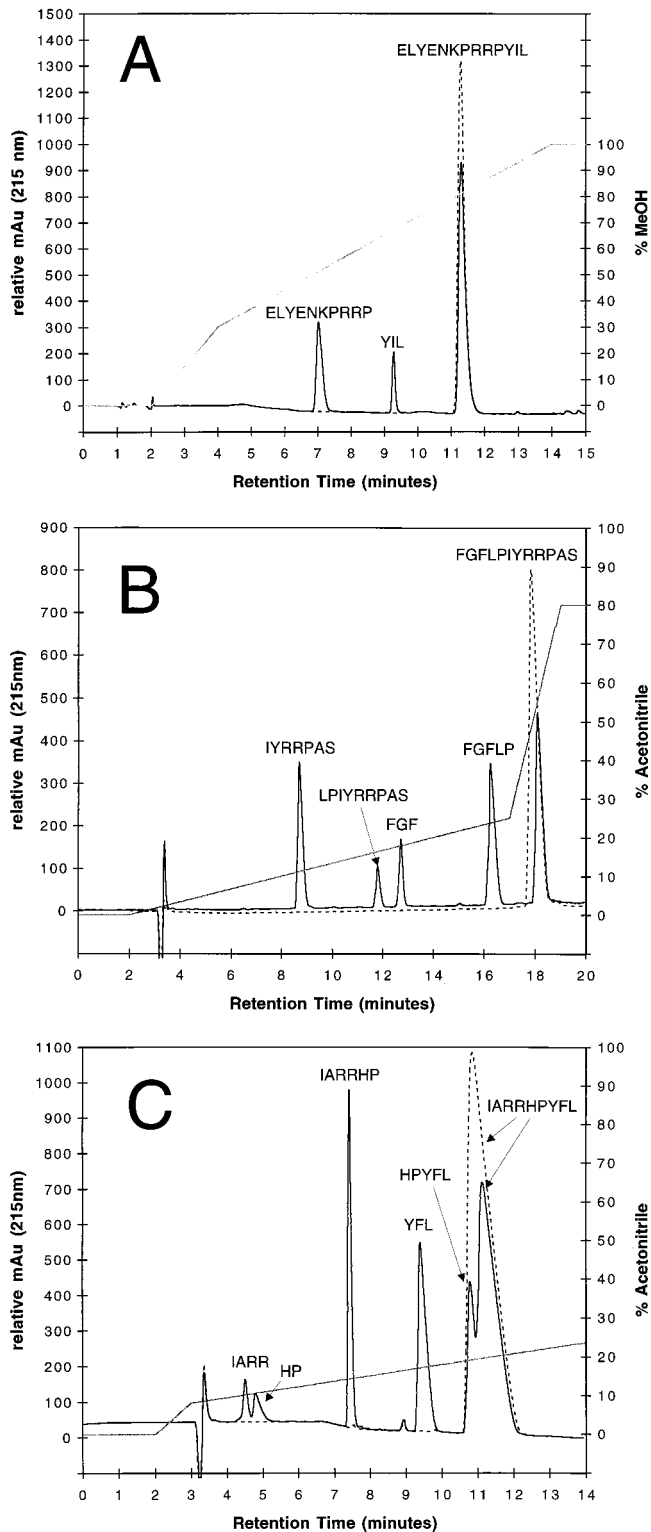 A
relative mAu (215 nm)
1500
1400
1300
1200
1100
1000
900
800
700
600
500
400
300
200
100
0
ELYENKPRRPYIL
ELYENKPRRP
YIL
100
90
80
70
60
50
40
30
20
10
0
% MeOH
0 1 2 3 4 5 6 7 8 9 10 11 12 13 14 15
Retention Time (minutes)
B
relative mAu (215nm)
900
800
700
600
500
400
300
200
100
0
FGFLPIYRRPAS
IYRRPAS
LPIYRRPAS
FGF
FGFLP
100
90
80
70
60
50
40
30
20
10
0
% Acetonitrile
0 2 4 6 8 10 12 14 16 18 20
Retention Time (minutes)
C
relative mAu (215nm)
1100
1000
900
800
700
600
500
400
300
200
100
0
IARRHP
IARRHPYFL
HPYFL
YFL
IARR
HP
100
90
80
70
60
50
40
30
20
10
0
% Acetonitrile
0 1 2 3 4 5 6 7 8 9 10 11 12 13 14
Retention Time (minutes)